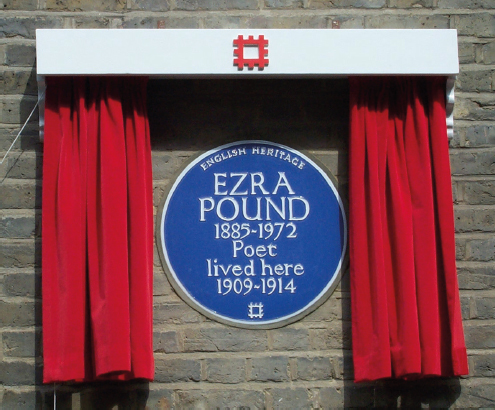 ENGLISH HERITAGE
EZRA
POUND
1885-1972
Poet
lived here
1909-1914